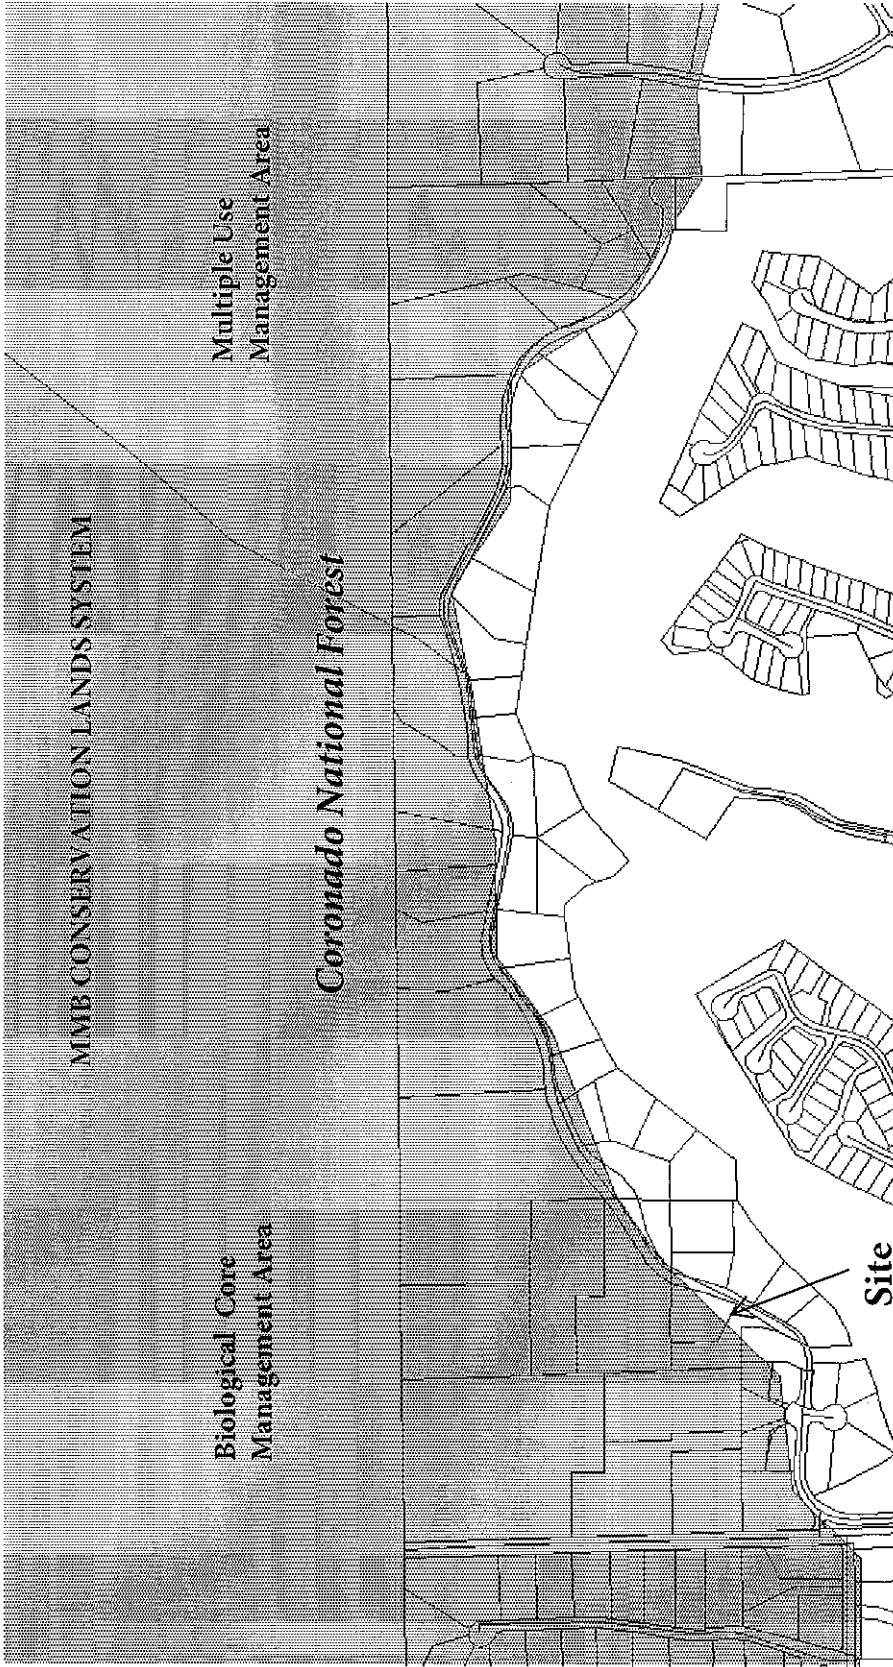 MMB CONSERVATION LANDS SYSTEM
Biological Core
Management Area
Multiple Use
Management Area
Coronado National Forest
Site